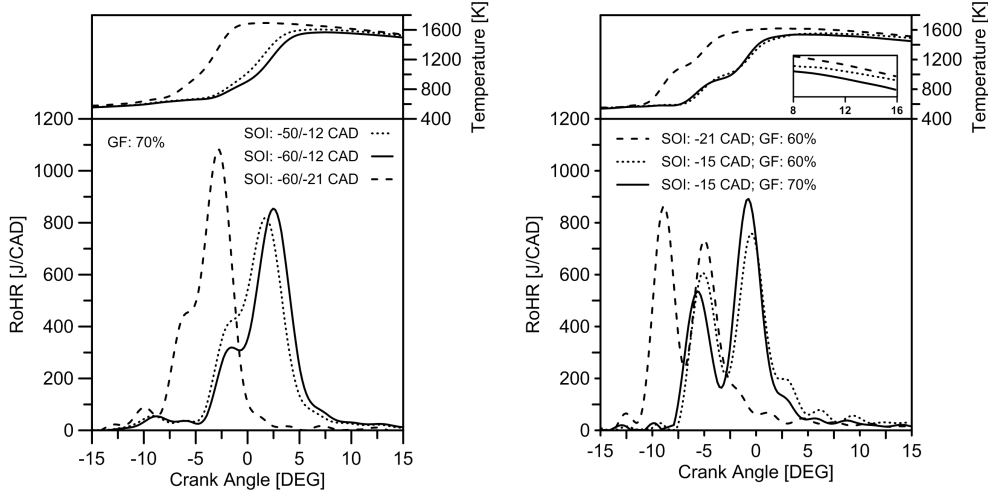 1600
1200
800
400
Temperature [K]
1200
1000
800
600
400
200
0
RoHR [J/CAD]
GF: 70%
SOI: -50/-12 CAD
SOI: -60/-12 CAD
SOI: -60/-21 CAD
-15 -10 -5 0 5 10 15
Crank Angle [DEG]
1600
1200
800
400
Temperature [K]
8 12 16
1200
1000
800
600
400
200
0
RoHR [J/CAD]
SOI: -21 CAD; GF: 60%
SOI: -15 CAD; GF: 60%
SOI: -15 CAD; GF: 70%
-15 -10 -5 0 5 10 15
Crank Angle [DEG]